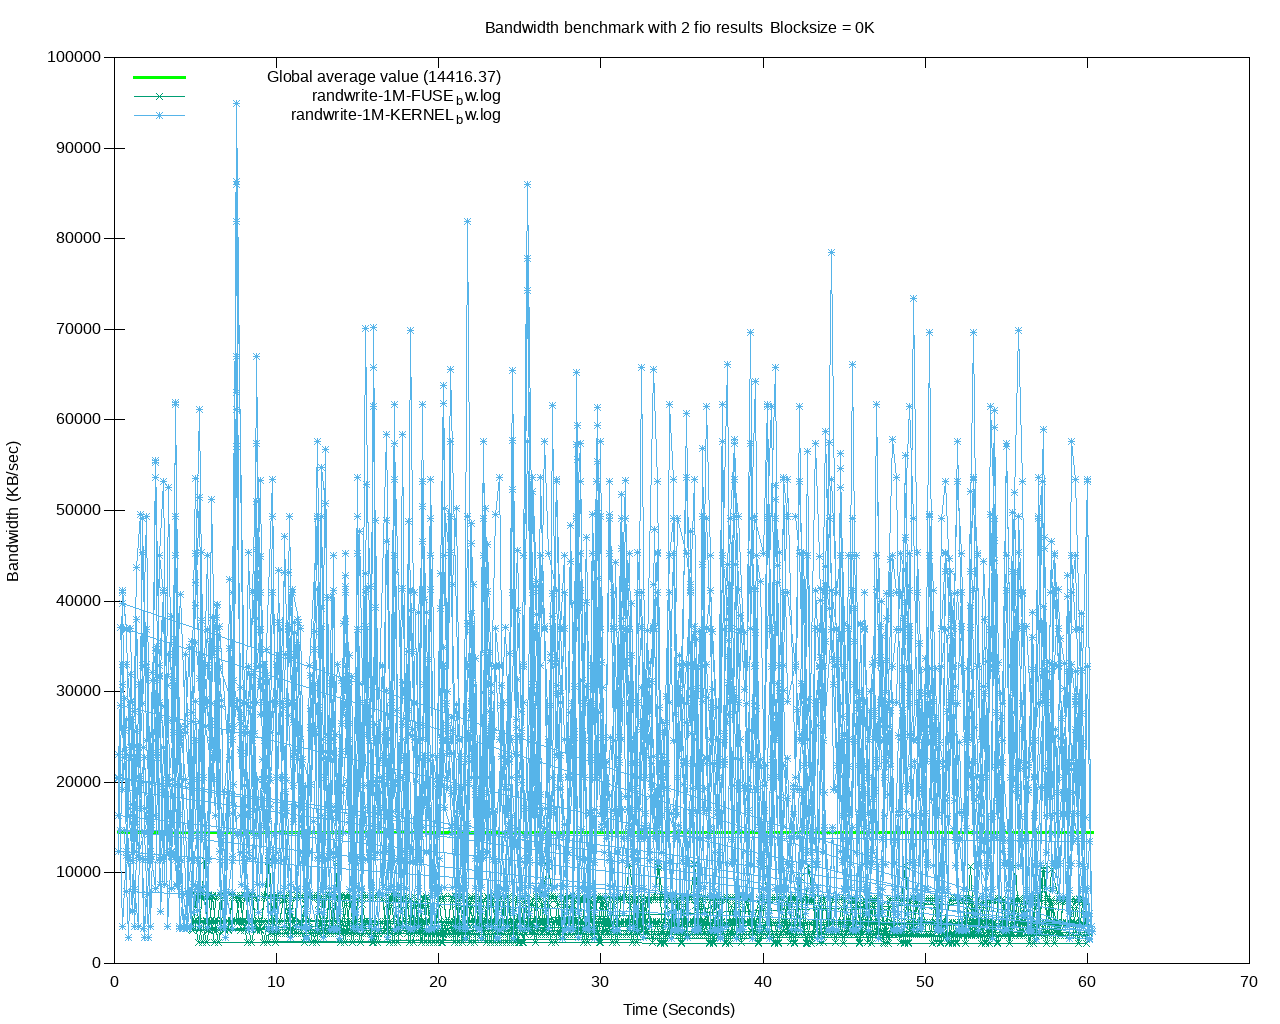 Bandwidth benchmark with 2 fio results Blocksize = 0K
100000
90000
80000
70000
60000
50000
40000
30000
20000
10000
0
Global average value (14416.37)
randwrite-1M-FUSE_bw.log
randwrite-1M-KERNEL_bw.log
Bandwidth (KB/sec)
0 10 20 30 40 50 60 70
Time (Seconds)